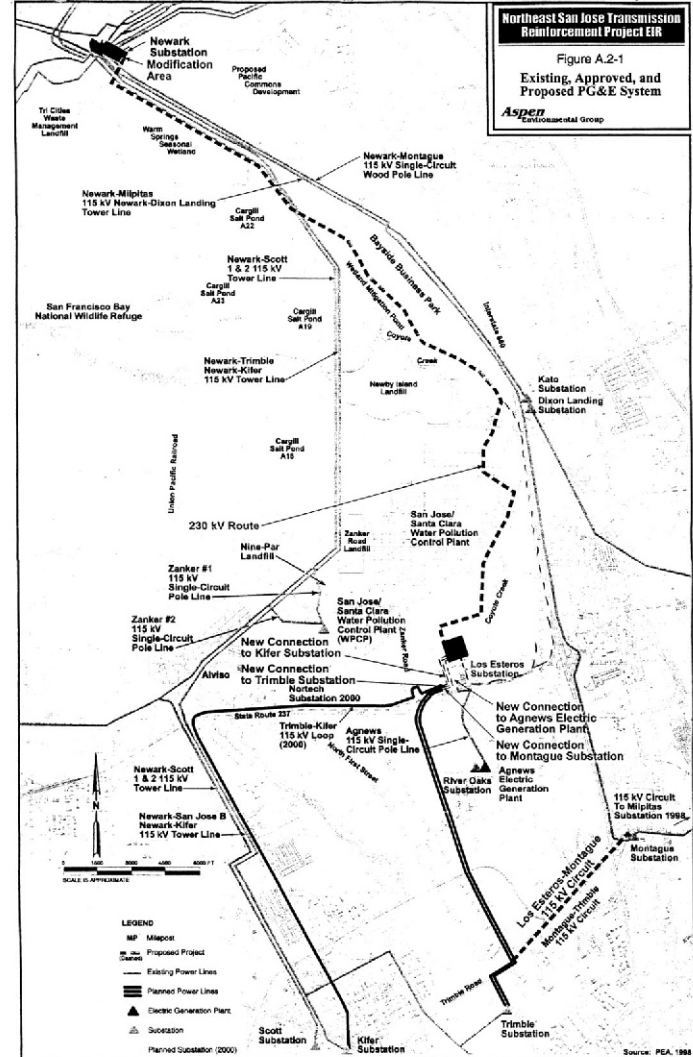 Northeast San Jose Transmission
Reinforcement Project EIR
Figure A.2-1
Existing, Approved, and
Proposed PG&E System
Aspen
Environmental Group
Newark
Substation
Modification
Area
Proposed
Pacific
Commons
Development
Tri Cities
Waste
Management
Landfill
Warm
Springs
Seasonal
Wetland
Newark-Montague
115 kV Single-Circuit
Wood Pole Line
Newark-Milpitas
115 kV Newark-Dixon Landing
Tower Line
Cargill
Salt Pond
A22
Bayside Business Park
Newark-Scott
1 & 2 115 kV
Tower Line
Wetland Mitigation Pond
Cargill
Salt Pond
A23
San Francisco Bay
National Wildlife Refuge
Cargill
Salt Pond
A19
Interstate 880
Coyote
Creek
Newark-Trimble
Newark-Kifer
115 kV Tower Line
Newby Island
Landfill
Kato
Substation
Dixon Landing
Substation
Union Pacific Railroad
Cargill
Salt Pond
A18
230 kV Route
San Jose/
Santa Clara
Water Pollution
Control Plant
Zanker
Road
Landfill
Nine-Par
Landfill
Zanker #1
115 kV
Single-Circuit
Pole Line
Coyote Creek
San Jose/
Santa Clara
Water Pollution
Control Plant
(WPCP)
Zanker #2
115 kV
Single-Circuit
Pole Line
Zanker Road
New Connection
to Kifer Substation
Los Esteros
Substation
Alviso
New Connection
to Trimble Substation
Nortech
Substation 2000
State Route 237
Trimble-Kifer
115 kV Loop
(2000)
Agnews
115 kV Single-
Circuit Pole Line
North First Street
New Connection
to Agnews Electric
Generation Plant
New Connection
to Montague Substation
River Oaks
Substation
Agnews
Electric
Generation
Plant
Newark-Scott
1 & 2 115 kV
Tower Line
N
115 kV Circuit
To Milpitas
Substation 1998
Newark-San Jose B
Newark-Kifer
115 kV Tower Line
Montague
Substation
SCALE IS APPROXIMATE
Los Esteros-Montague
115 kV Circuit
Montague-Trimble
115 kV Circuit
LEGEND
MP Milepost
Proposed Project
(Dashed)
Existing Power Lines
Planned Power Lines
Electric Generation Plant
Substation
Planned Substation (2000)
Trimble Road
Trimble
Substation
Scott
Substation
Kifer
Substation
Source: PEA, 1998